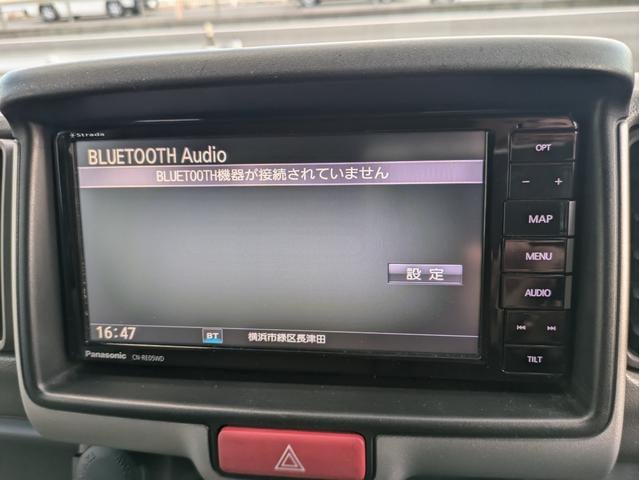 Strada
BLUETOOTH Audio
BLUETOOTH機器が接続されていません
設定
16:47
BT
横浜市緑区長津田
Panasonic
CN-RE05WD
OPT
− +
MAP
MENU
AUDIO
TILT